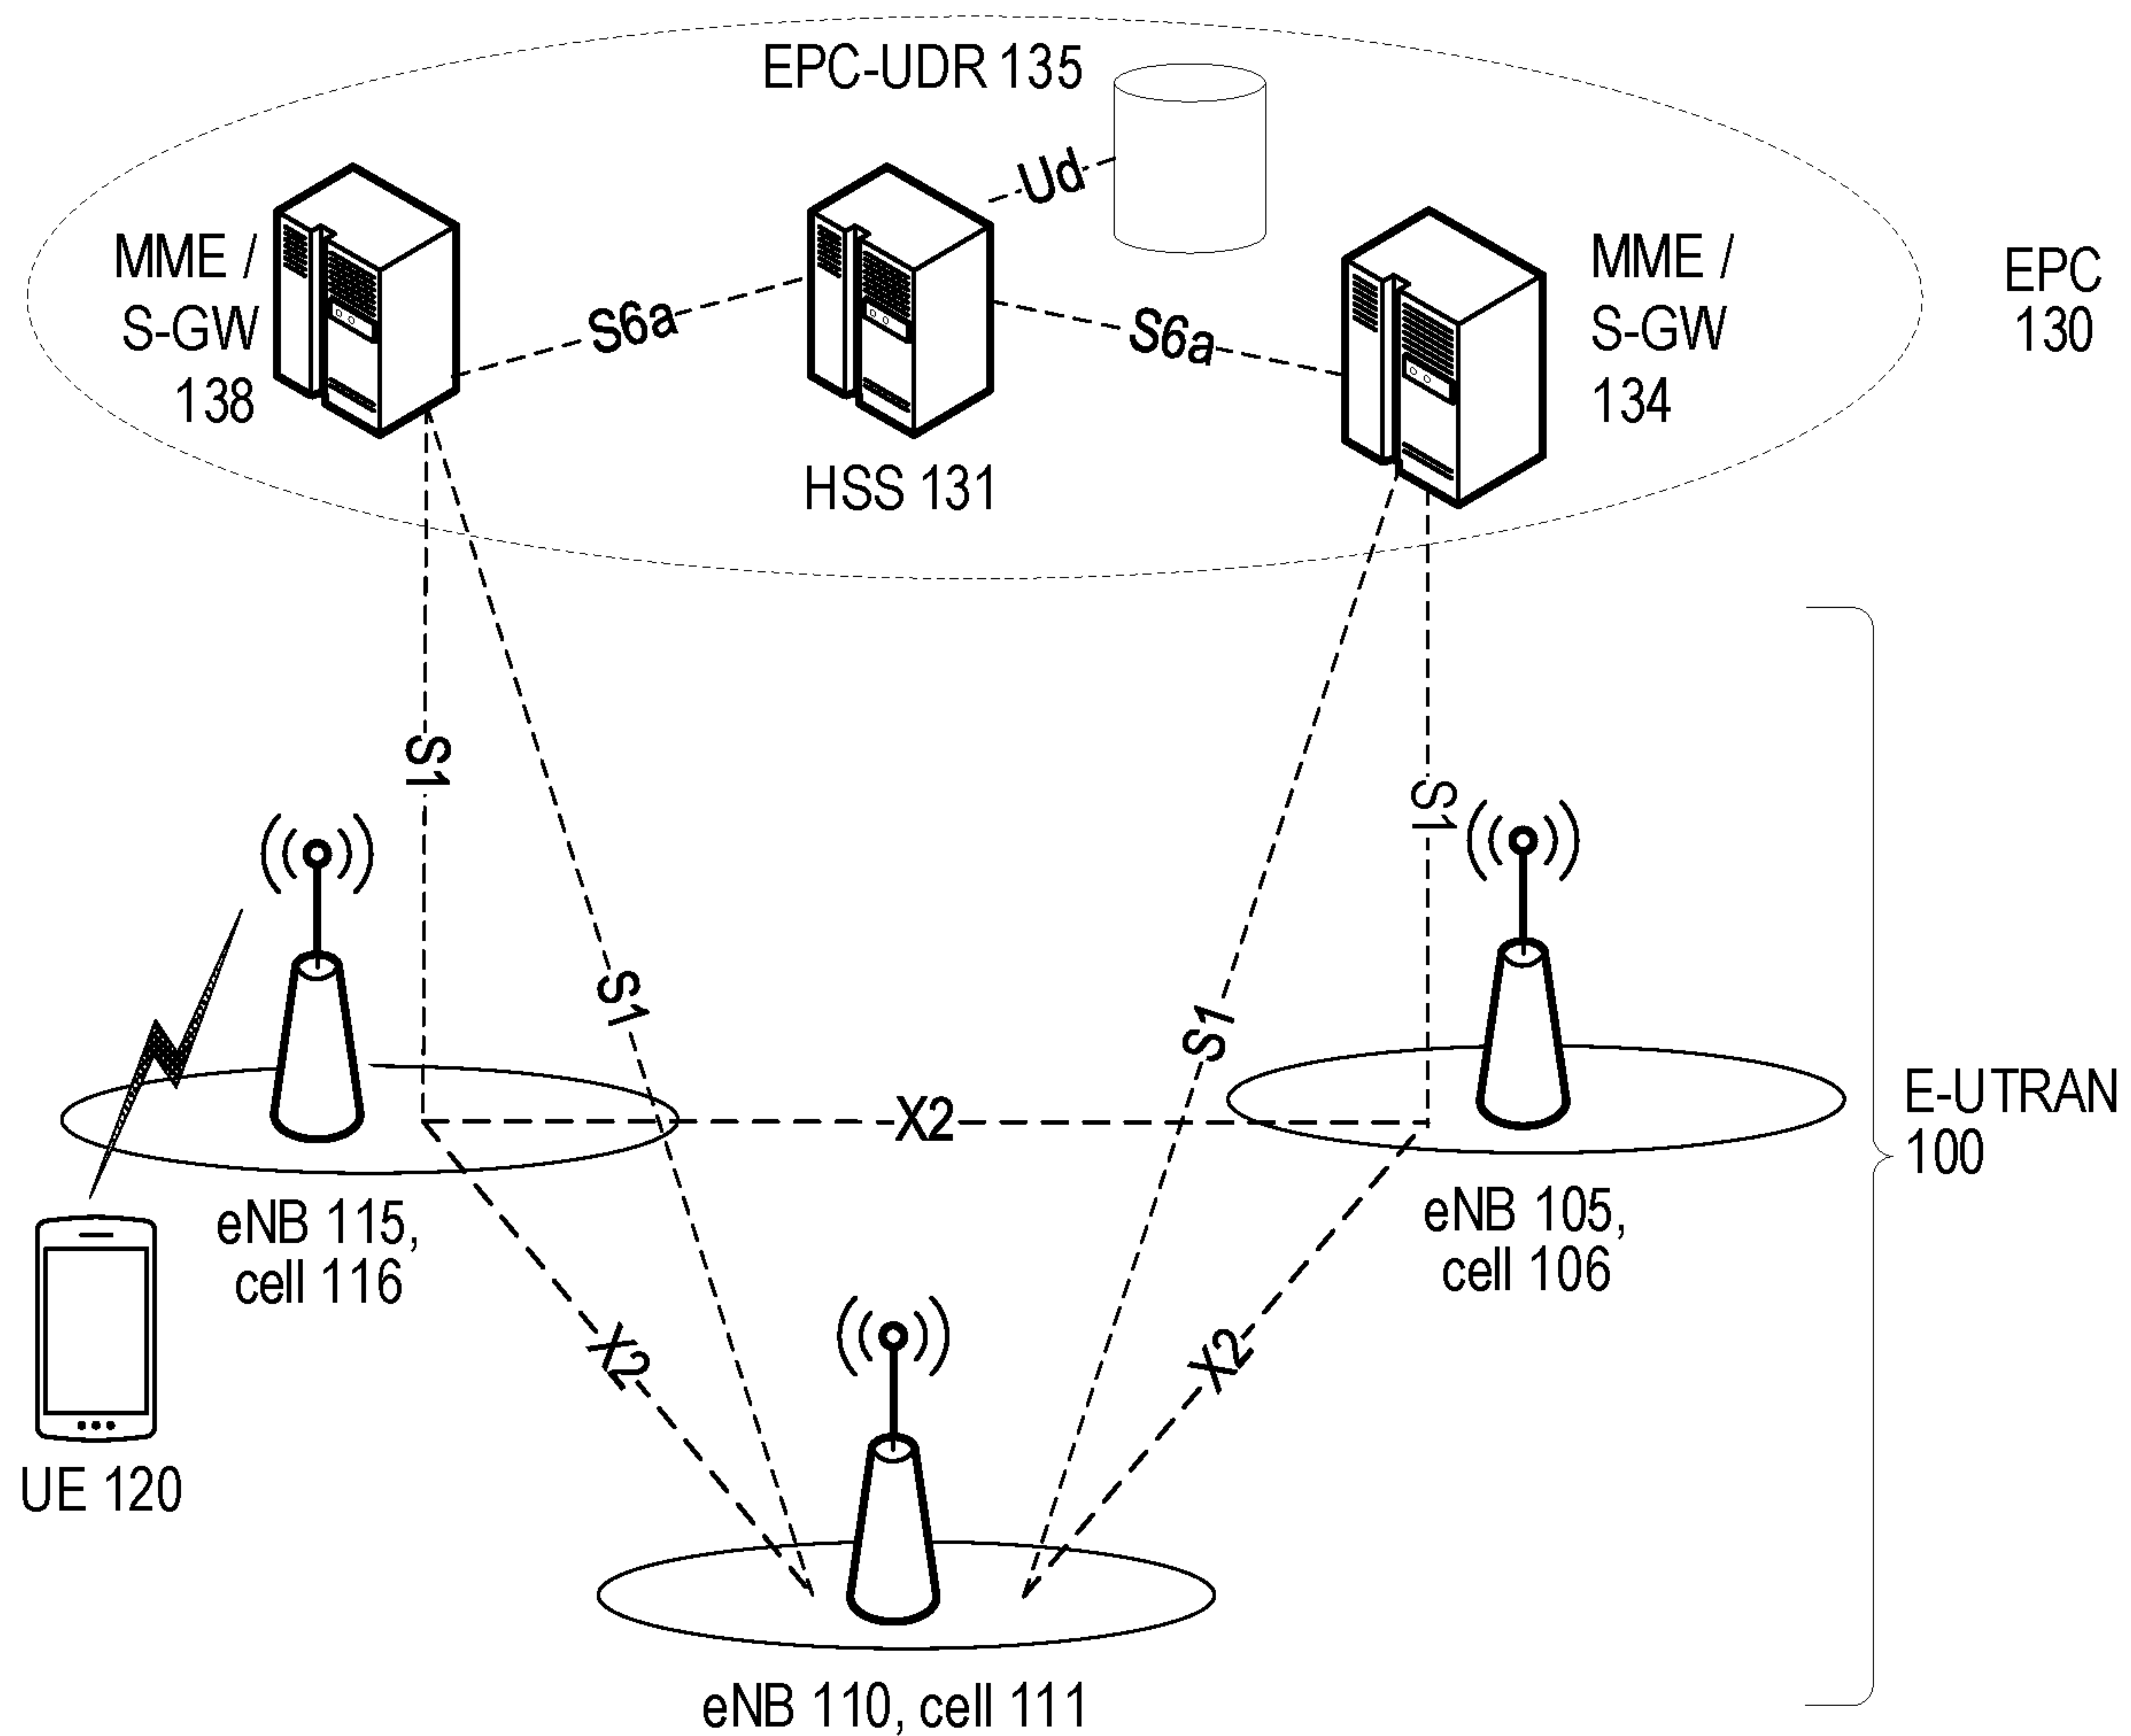 EPC-UDR 135
Ud
MME /
S-GW
138
MME /
S-GW
134
EPC
130
S6a
S6a
HSS 131
S1
S1
S1
S1
X2
E-UTRAN
100
eNB 115,
cell 116
eNB 105,
cell 106
X2
X2
UE 120
eNB 110, cell 111